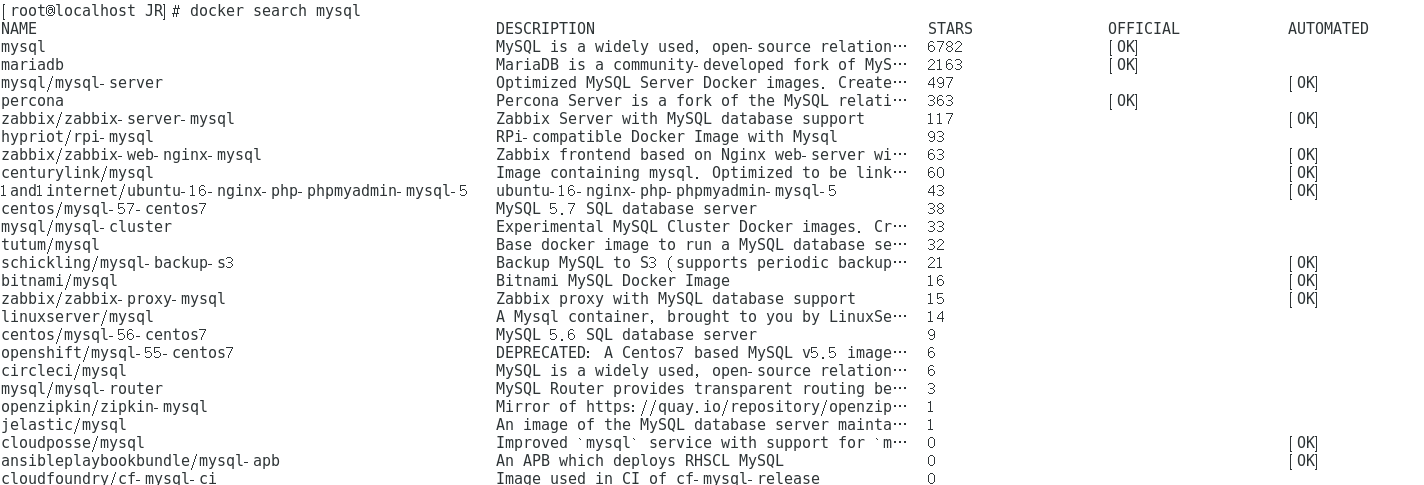 [root@localhost JR]# docker search mysql
NAME DESCRIPTION STARS OFFICIAL AUTOMATED
mysql MySQL is a widely used, open-source relation… 6782 [OK]
mariadb MariaDB is a community-developed fork of MyS… 2163 [OK]
mysql/mysql-server Optimized MySQL Server Docker images. Create… 497 [OK]
percona Percona Server is a fork of the MySQL relati… 363 [OK]
zabbix/zabbix-server-mysql Zabbix Server with MySQL database support 117 [OK]
hypriot/rpi-mysql RPi-compatible Docker Image with Mysql 93
zabbix/zabbix-web-nginx-mysql Zabbix frontend based on Nginx web-server wi… 63 [OK]
centurylink/mysql Image containing mysql. Optimized to be link… 60 [OK]
1and1internet/ubuntu-16-nginx-php-phpmyadmin-mysql-5 ubuntu-16-nginx-php-phpmyadmin-mysql-5 43 [OK]
centos/mysql-57-centos7 MySQL 5.7 SQL database server 38
mysql/mysql-cluster Experimental MySQL Cluster Docker images. Cr… 33
tutum/mysql Base docker image to run a MySQL database se… 32
schickling/mysql-backup-s3 Backup MySQL to S3 (supports periodic backup… 21 [OK]
bitnami/mysql Bitnami MySQL Docker Image 16 [OK]
zabbix/zabbix-proxy-mysql Zabbix proxy with MySQL database support 15 [OK]
linuxserver/mysql A Mysql container, brought to you by LinuxSe… 14
centos/mysql-56-centos7 MySQL 5.6 SQL database server 9
openshift/mysql-55-centos7 DEPRECATED: A Centos7 based MySQL v5.5 image… 6
circleci/mysql MySQL is a widely used, open-source relation… 6
mysql/mysql-router MySQL Router provides transparent routing be… 3
openzipkin/zipkin-mysql Mirror of https://quay.io/repository/openzip… 1
jelastic/mysql An image of the MySQL database server mainta… 1
cloudposse/mysql Improved `mysql` service with support for `m… 0 [OK]
ansibleplaybookbundle/mysql-apb An APB which deploys RHSCL MySQL 0 [OK]
cloudfoundry/cf-mysql-ci Image used in CI of cf-mysql-release 0